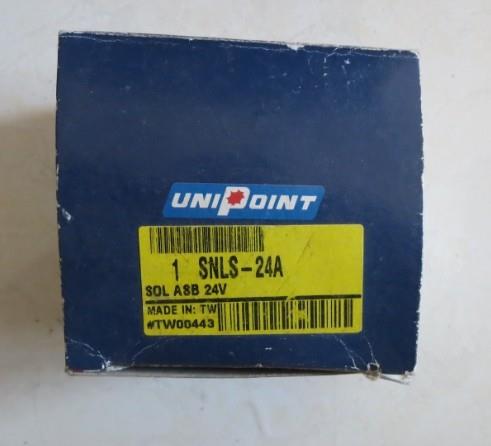 UNIPOINT
1 SNLS-24A
SOL ASB 24V
MADE IN: TW
#TW00443